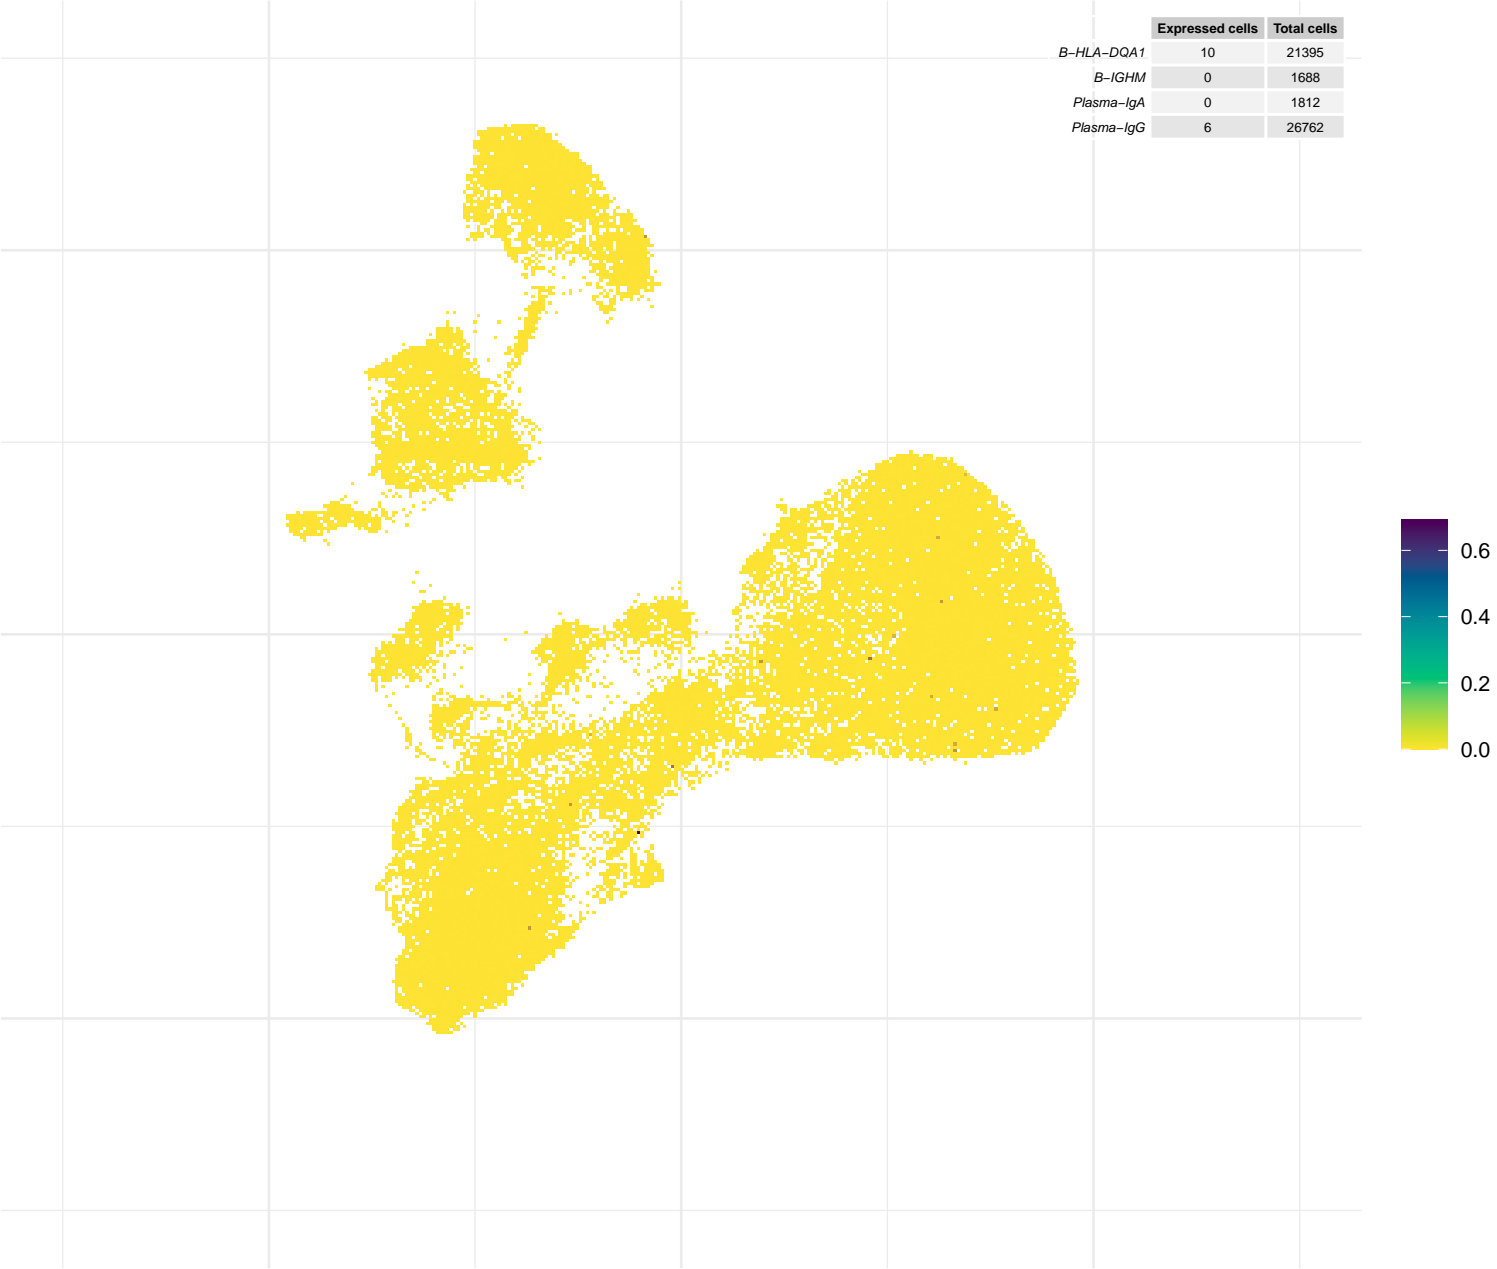 Expressed cells Total cells
B−HLA−DQA1 10 21395
B−IGHM 0 1688
Plasma−IgA 0 1812
Plasma−IgG 6 26762
0.6
0.4
0.2
0.0